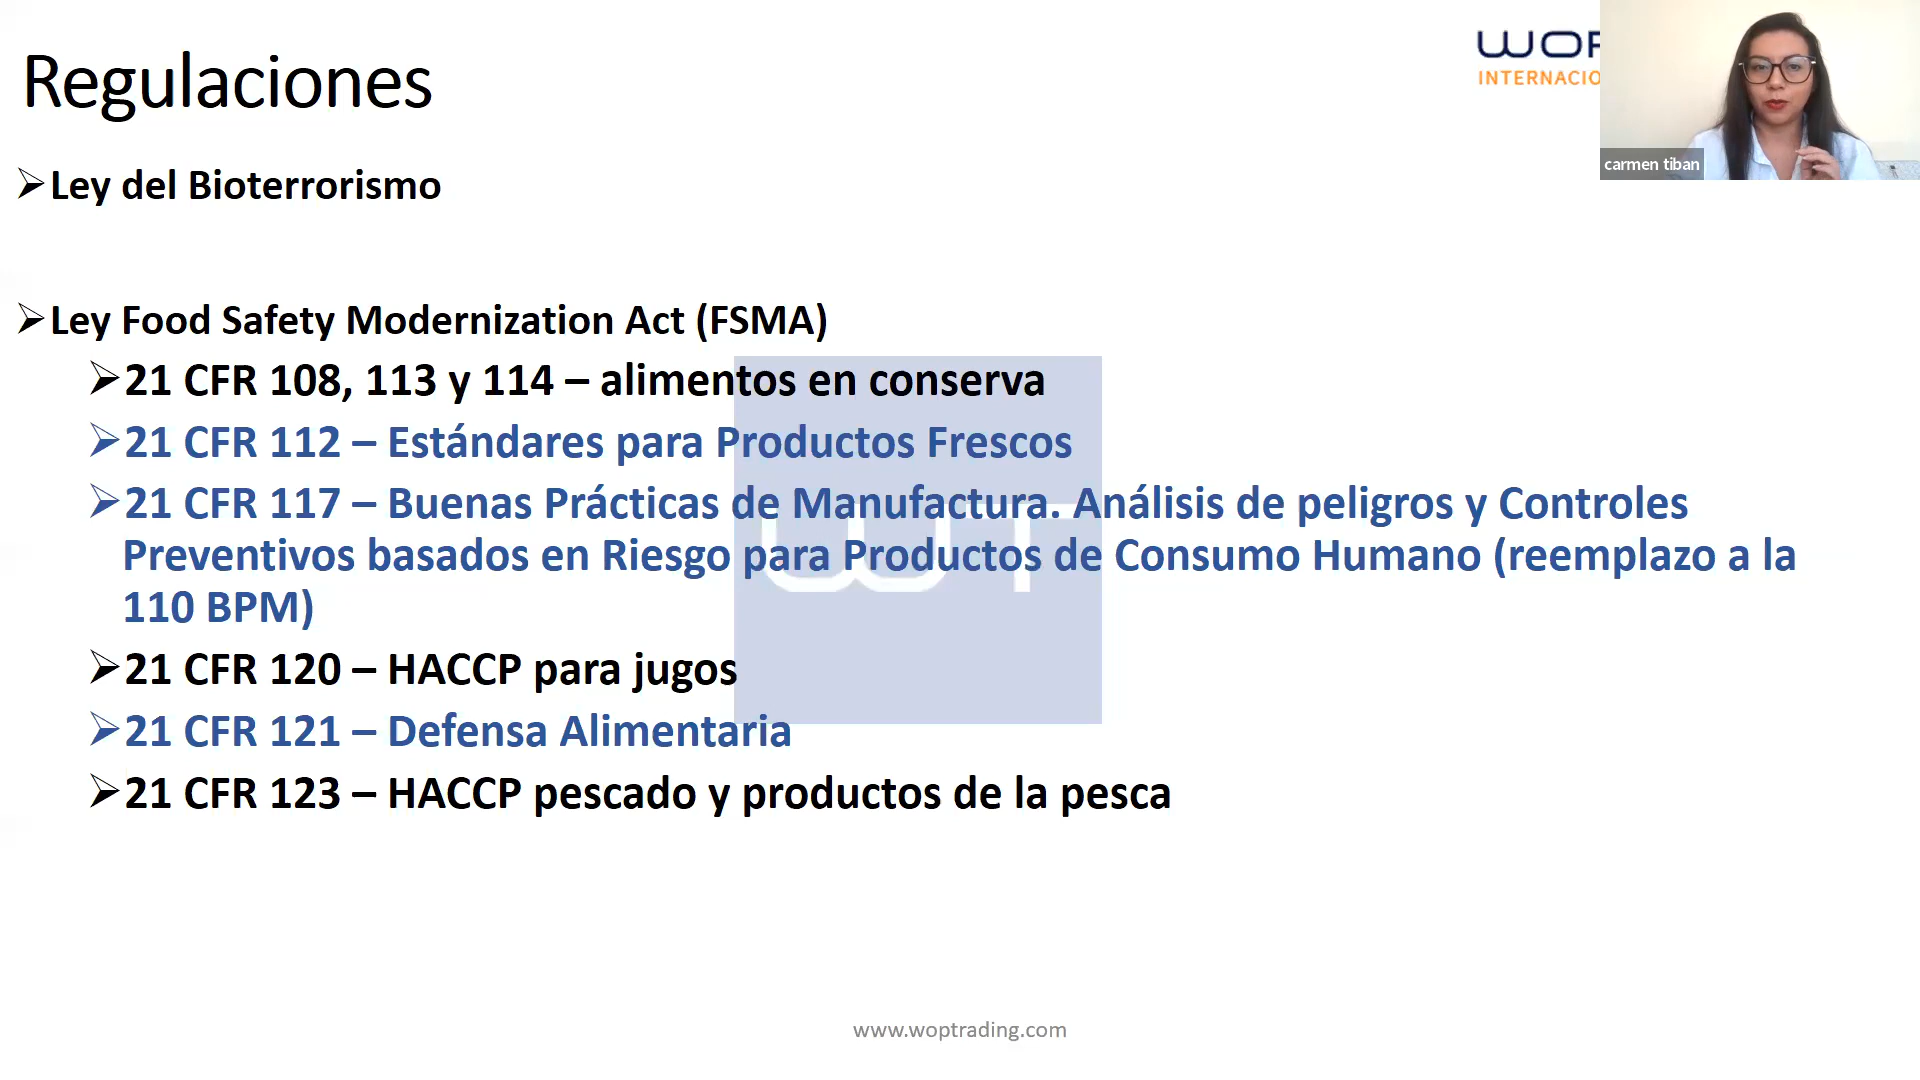 Regulaciones
WOP
INTERNACIO
carmen tiban
➢Ley del Bioterrorismo
➢Ley Food Safety Modernization Act (FSMA)
➢21 CFR 108, 113 y 114 – alimentos en conserva
➢21 CFR 112 – Estándares para Productos Frescos
➢21 CFR 117 – Buenas Prácticas de Manufactura. Análisis de peligros y Controles
Preventivos basados en Riesgo para Productos de Consumo Humano (reemplazo a la
110 BPM)
➢21 CFR 120 – HACCP para jugos
➢21 CFR 121 – Defensa Alimentaria
➢21 CFR 123 – HACCP pescado y productos de la pesca
WT
www.woptrading.com